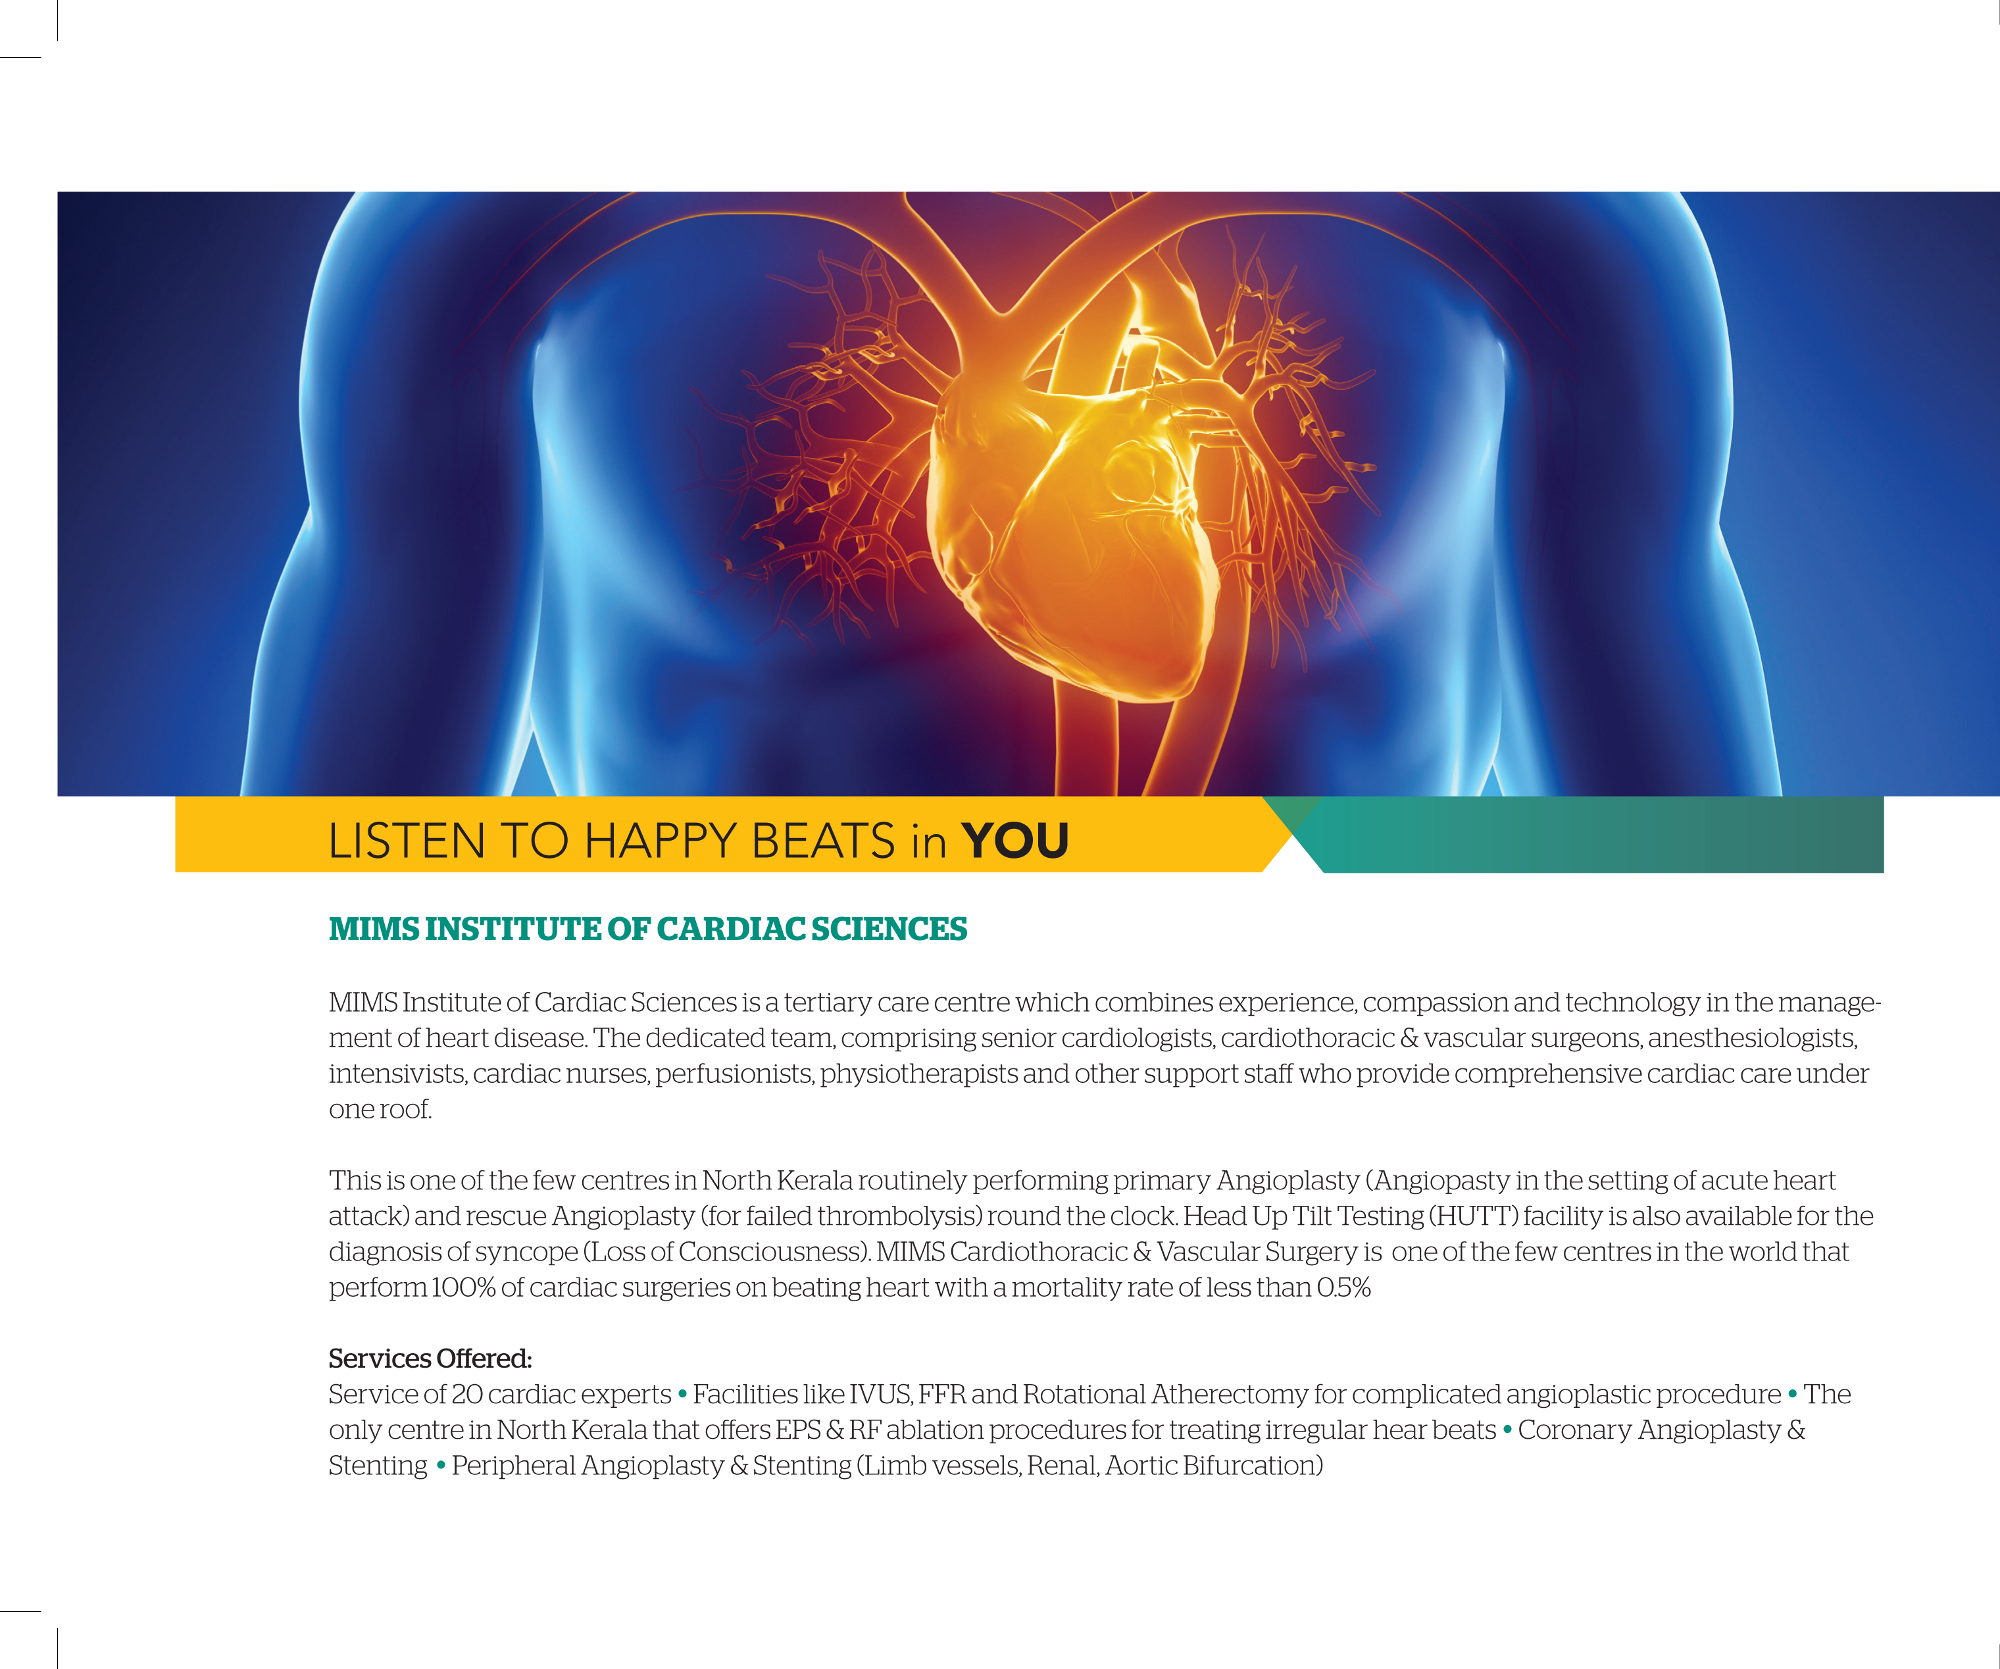 LISTEN TO HAPPY BEATS in YOU
MIMS INSTITUTE OF CARDIAC SCIENCES
MIMS Institute of Cardiac Sciences is a tertiary care centre which combines experience, compassion and technology in the manage-
ment of heart disease. The dedicated team, comprising senior cardiologists, cardiothoracic & vascular surgeons, anesthesiologists,
intensivists, cardiac nurses, perfusionists, physiotherapists and other support staff who provide comprehensive cardiac care under
one roof.
This is one of the few centres in North Kerala routinely performing primary Angioplasty (Angiopasty in the setting of acute heart
attack) and rescue Angioplasty (for failed thrombolysis) round the clock. Head Up Tilt Testing (HUTT) facility is also available for the
diagnosis of syncope (Loss of Consciousness). MIMS Cardiothoracic & Vascular Surgery is one of the few centres in the world that
perform 100% of cardiac surgeries on beating heart with a mortality rate of less than 0.5%
Services Offered:
Service of 20 cardiac experts • Facilities like IVUS, FFR and Rotational Atherectomy for complicated angioplastic procedure • The
only centre in North Kerala that offers EPS & RF ablation procedures for treating irregular hear beats • Coronary Angioplasty &
Stenting • Peripheral Angioplasty & Stenting (Limb vessels, Renal, Aortic Bifurcation)